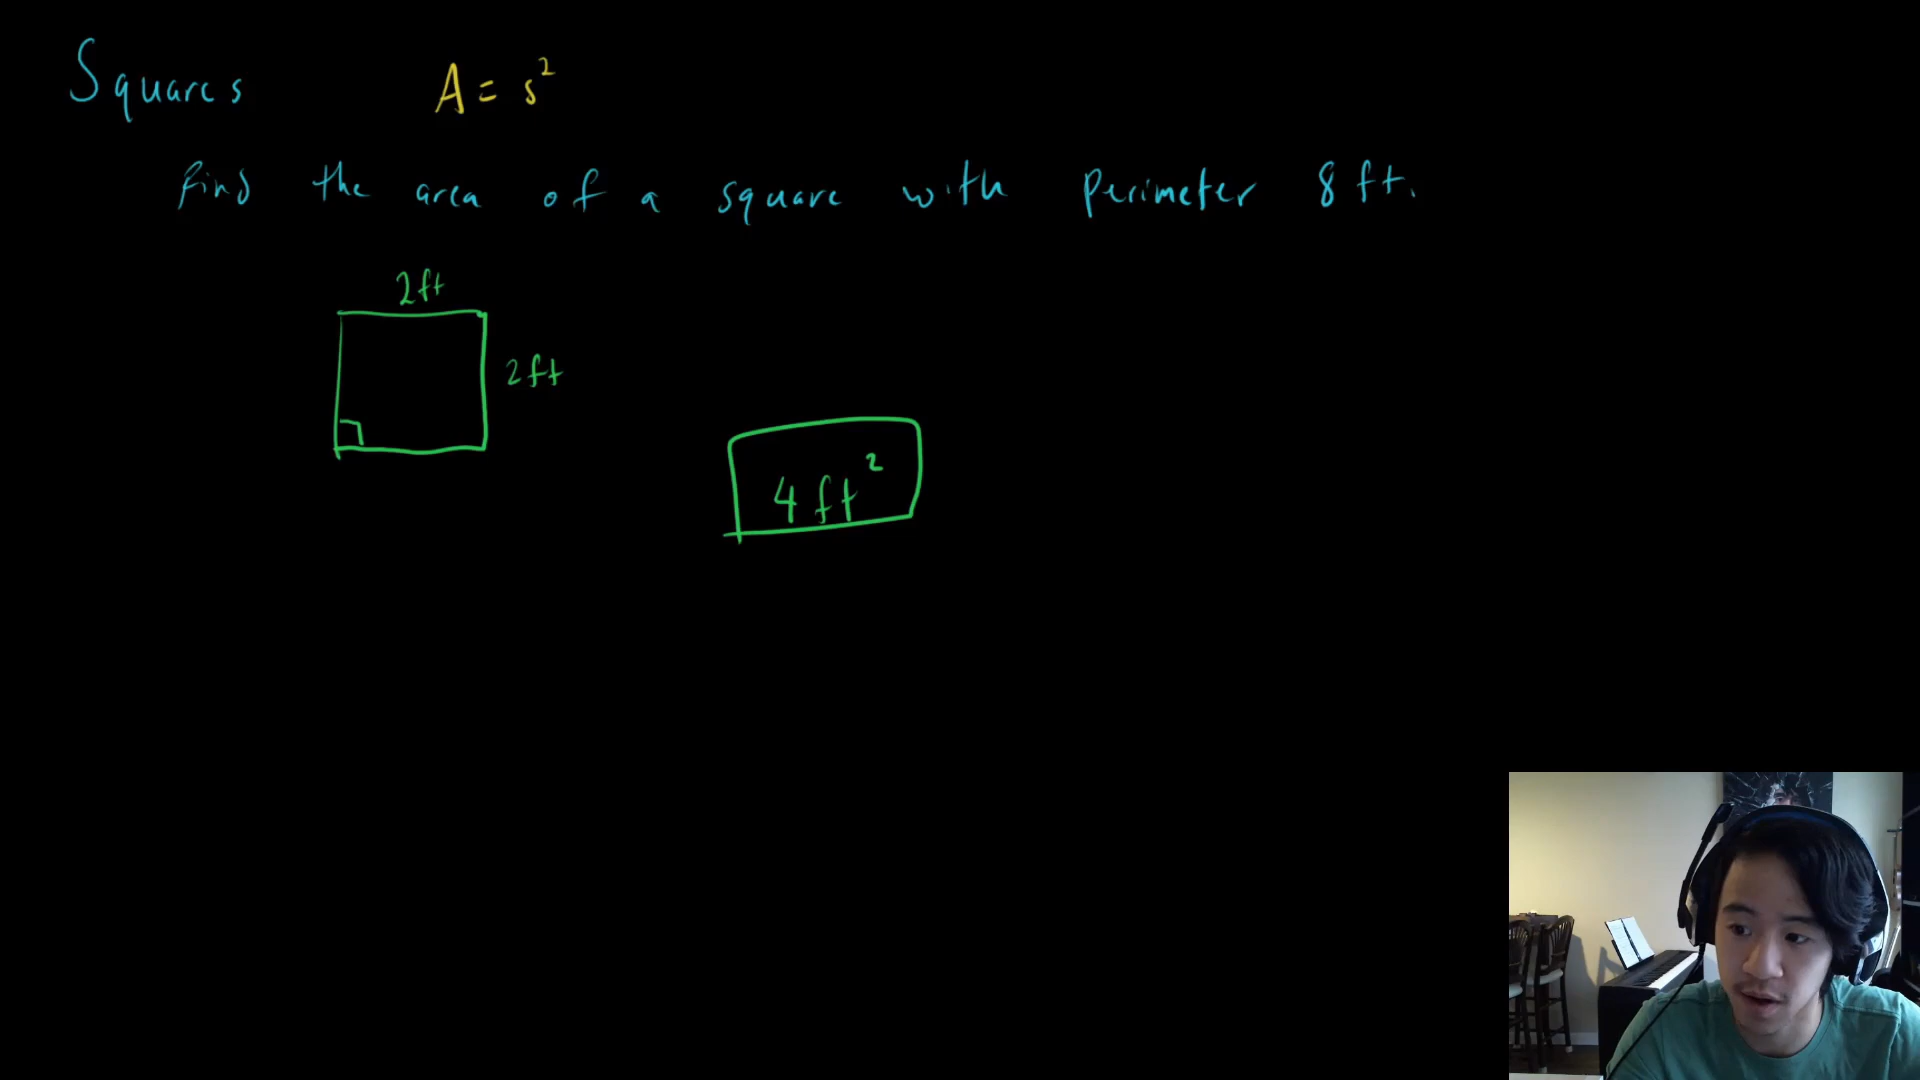 Squares
A = s²
Find the area of a square with perimeter 8 ft.
2ft
2ft
4 ft²